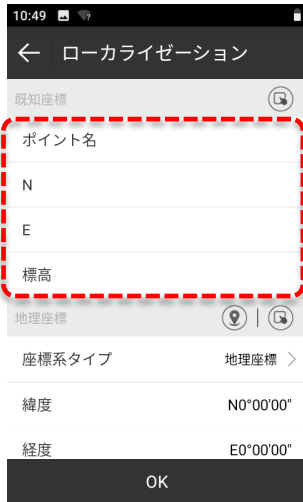 10:49
ローカライゼーション
既知座標
ポイント名
N
E
標高
地理座標
座標系タイプ 地理座標
緯度 N0°00'00"
経度 E0°00'00"
OK